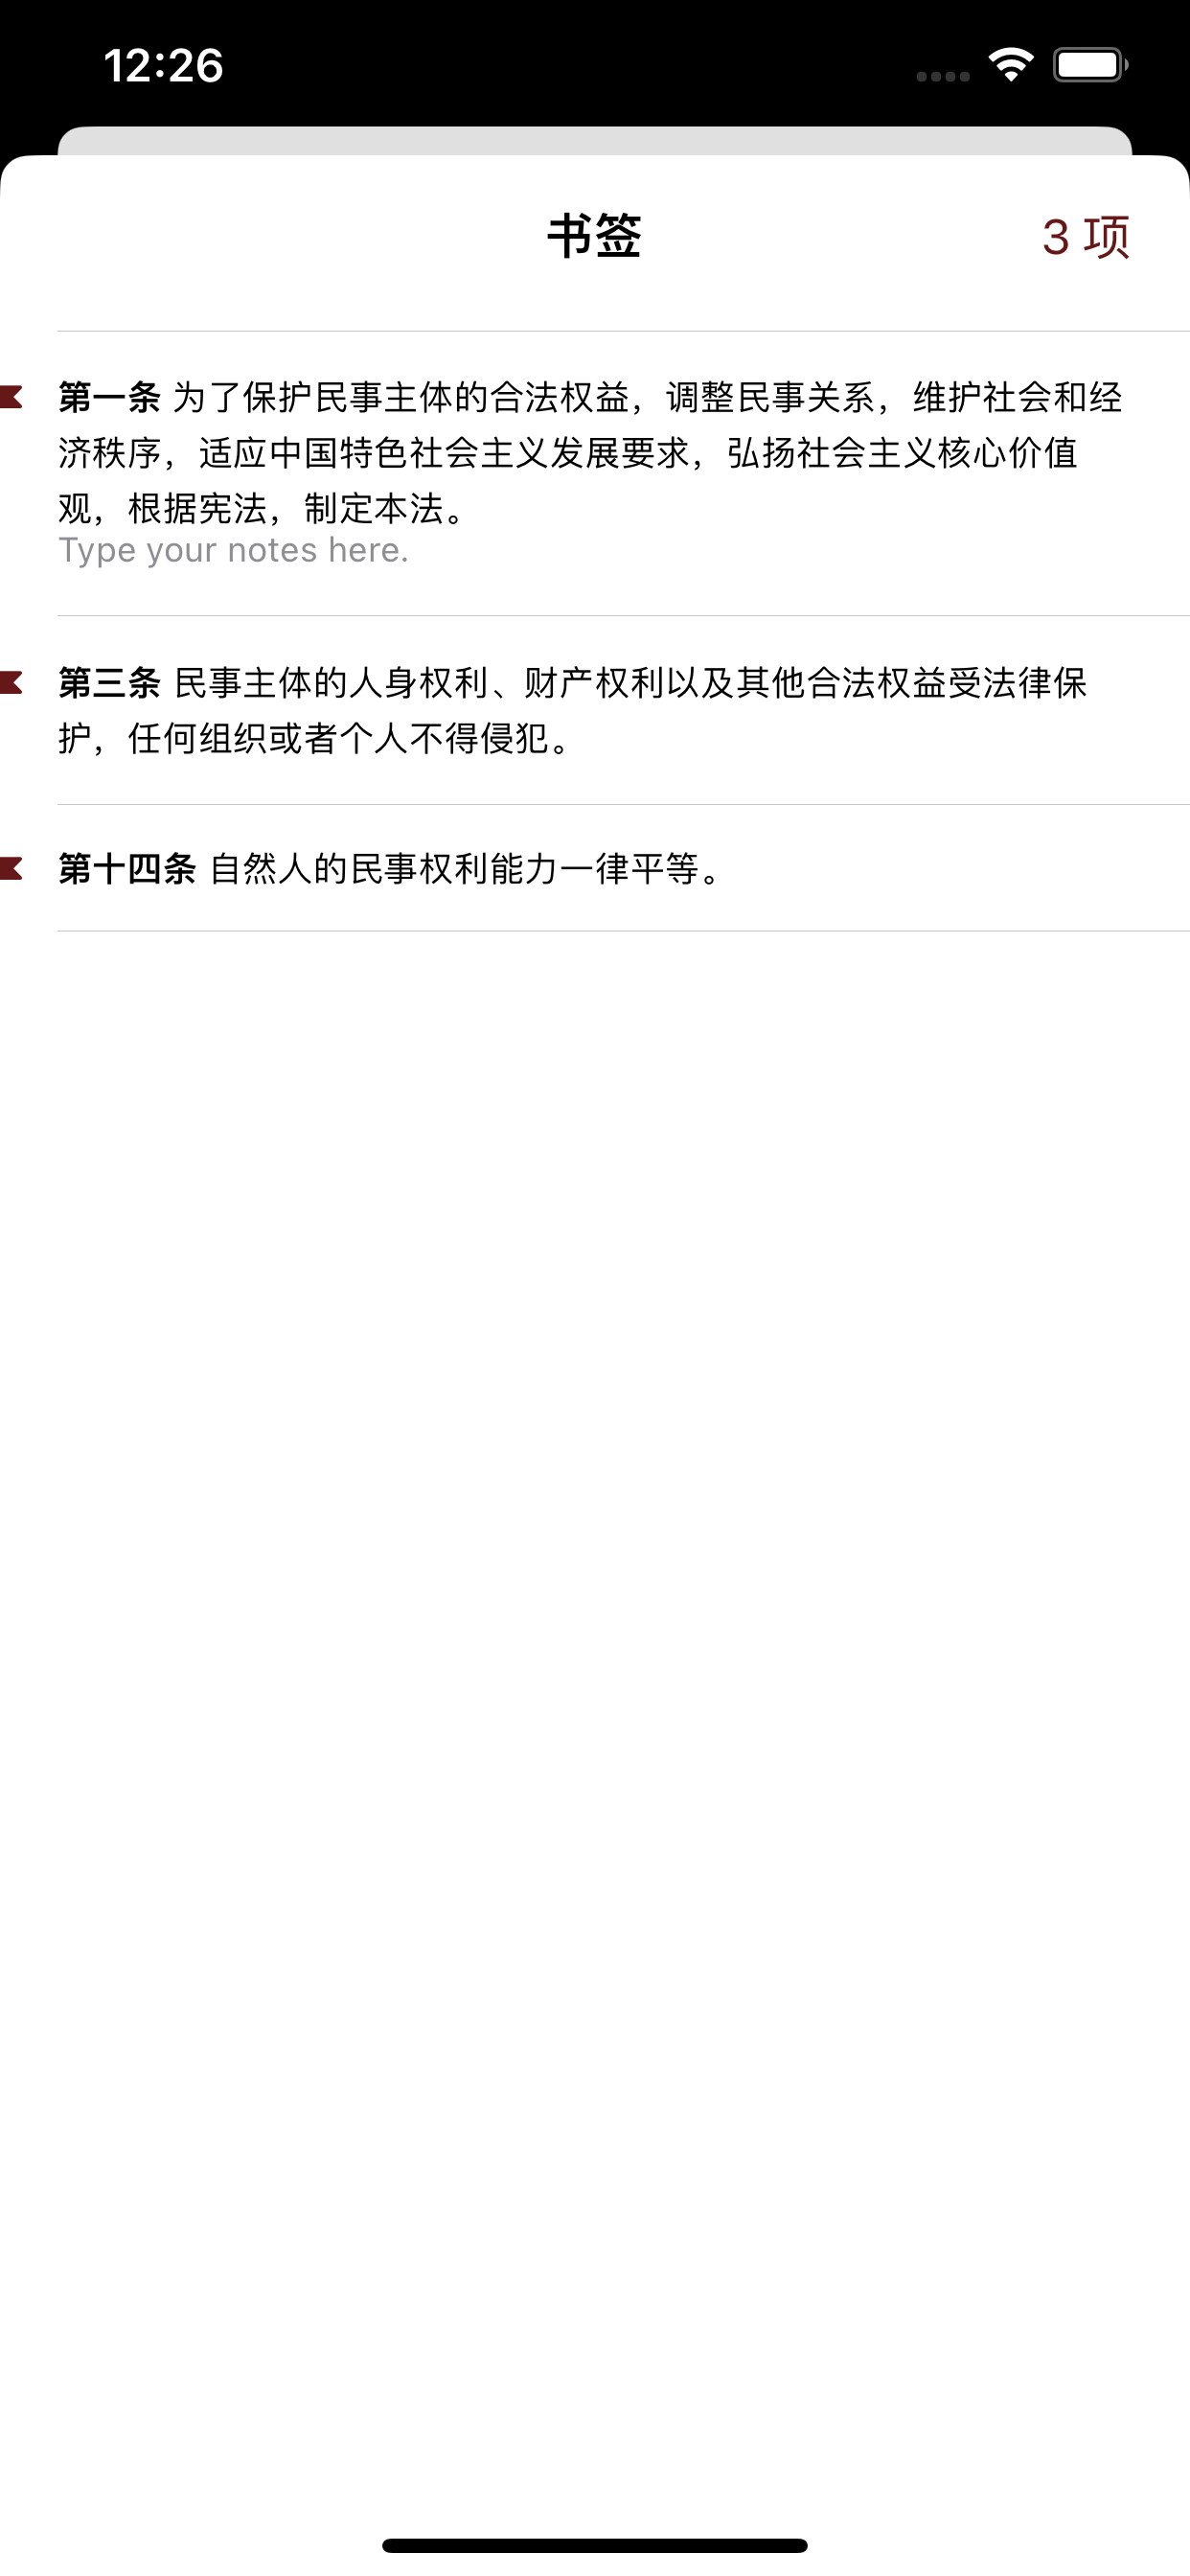 12:26
书签
3 项
第一条 为了保护民事主体的合法权益，调整民事关系，维护社会和经
济秩序，适应中国特色社会主义发展要求，弘扬社会主义核心价值
观，根据宪法，制定本法。
Type your notes here.
第三条 民事主体的人身权利、财产权利以及其他合法权益受法律保
护，任何组织或者个人不得侵犯。
第十四条 自然人的民事权利能力一律平等。